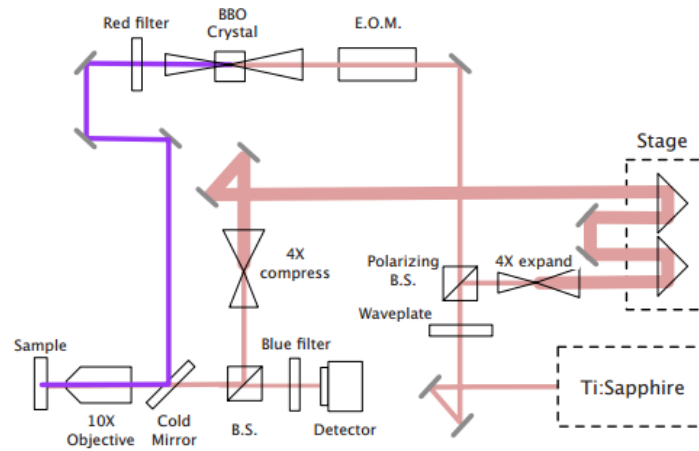 Red filter
BBO
Crystal
E.O.M.
Stage
4X
compress
Polarizing
B.S.
4X expand
Waveplate
Sample
Blue filter
Ti:Sapphire
10X
Objective
Cold
Mirror
B.S.
Detector